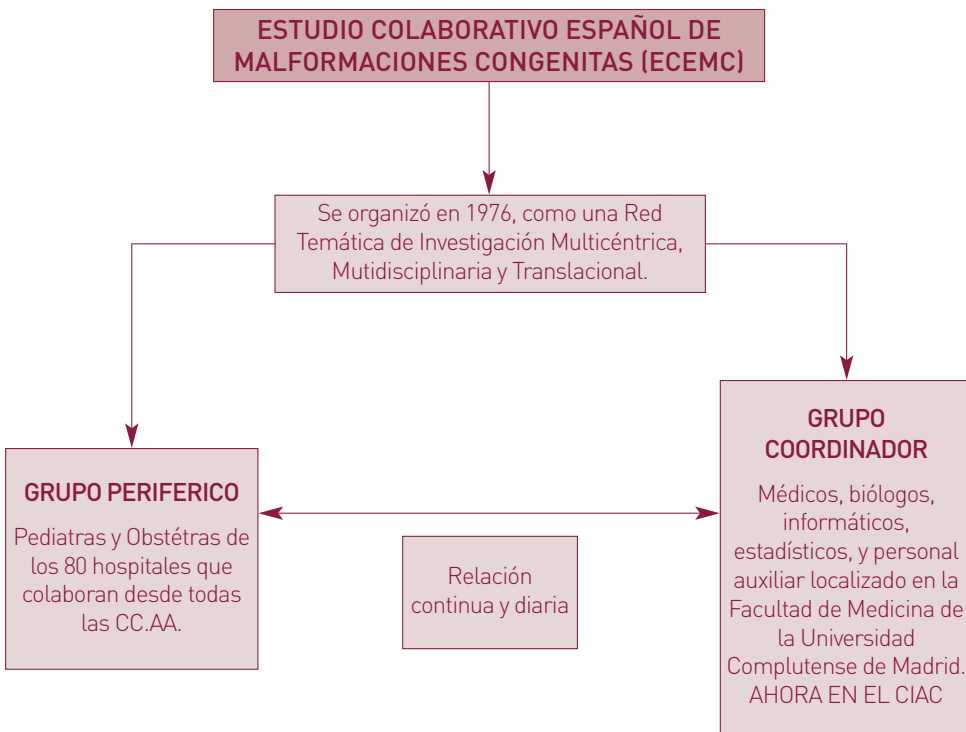 ESTUDIO COLABORATIVO ESPAÑOL DE
MALFORMACIONES CONGENITAS (ECEMC)
Se organizó en 1976, como una Red
Temática de Investigación Multicéntrica,
Mutidisciplinaria y Translacional.
GRUPO PERIFERICO
Pediatras y Obstétras de
los 80 hospitales que
colaboran desde todas
las CC.AA.
Relación
continua y diaria
GRUPO
COORDINADOR
Médicos, biólogos,
informáticos,
estadísticos, y personal
auxiliar localizado en la
Facultad de Medicina de
la Universidad
Complutense de Madrid.
AHORA EN EL CIAC